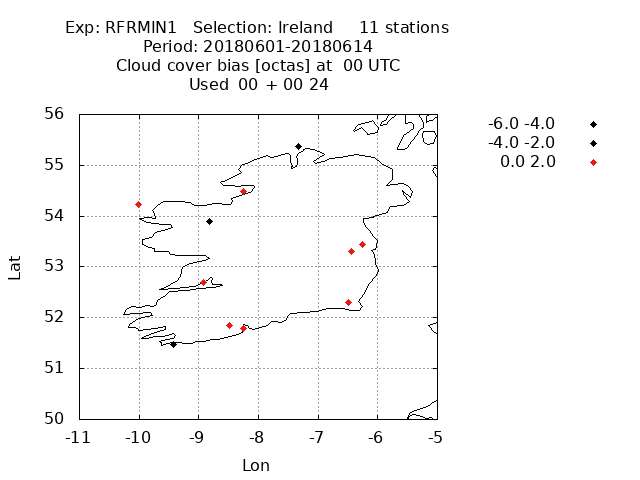 Exp: RFRMIN1 Selection: Ireland 11 stations
Period: 20180601-20180614
Cloud cover bias [octas] at 00 UTC
Used 00 + 00 24
-6.0 -4.0
-4.0 -2.0
0.0 2.0
56
55
54
53
52
51
50
Lat
-11 -10 -9 -8 -7 -6 -5
Lon